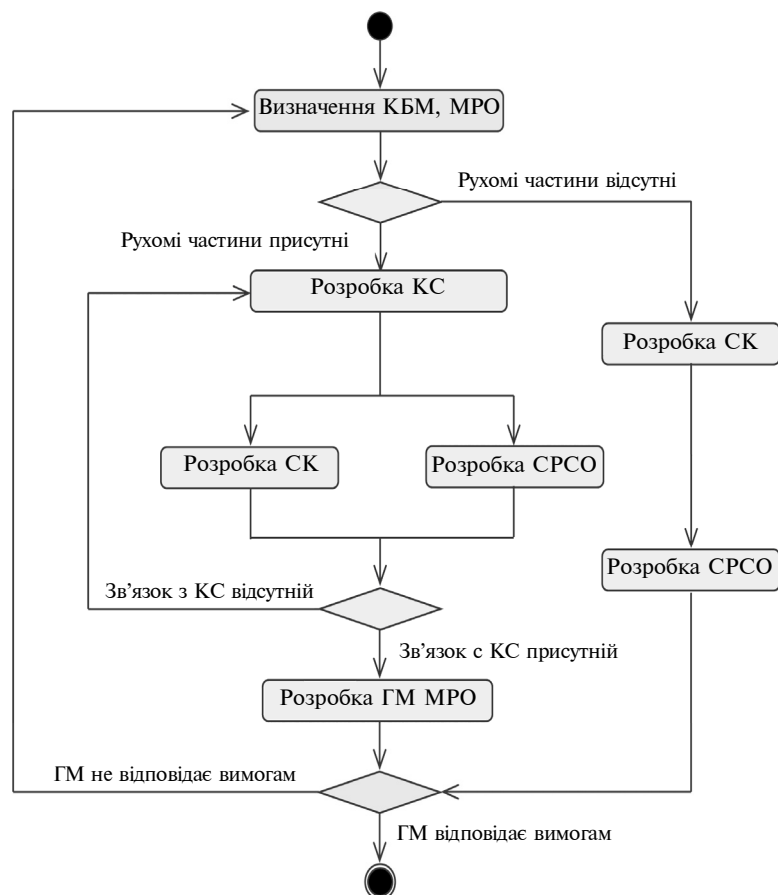 Визначення КБМ, МРО
Рухомі частини відсутні
Рухомі частини присутні
Розробка КС
Розробка СК
Розробка СК
Розробка СРСО
Розробка СРСО
Зв’язок з КС відсутній
Зв’язок с КС присутній
Розробка ГМ МРО
ГМ не відповідає вимогам
ГМ відповідає вимогам